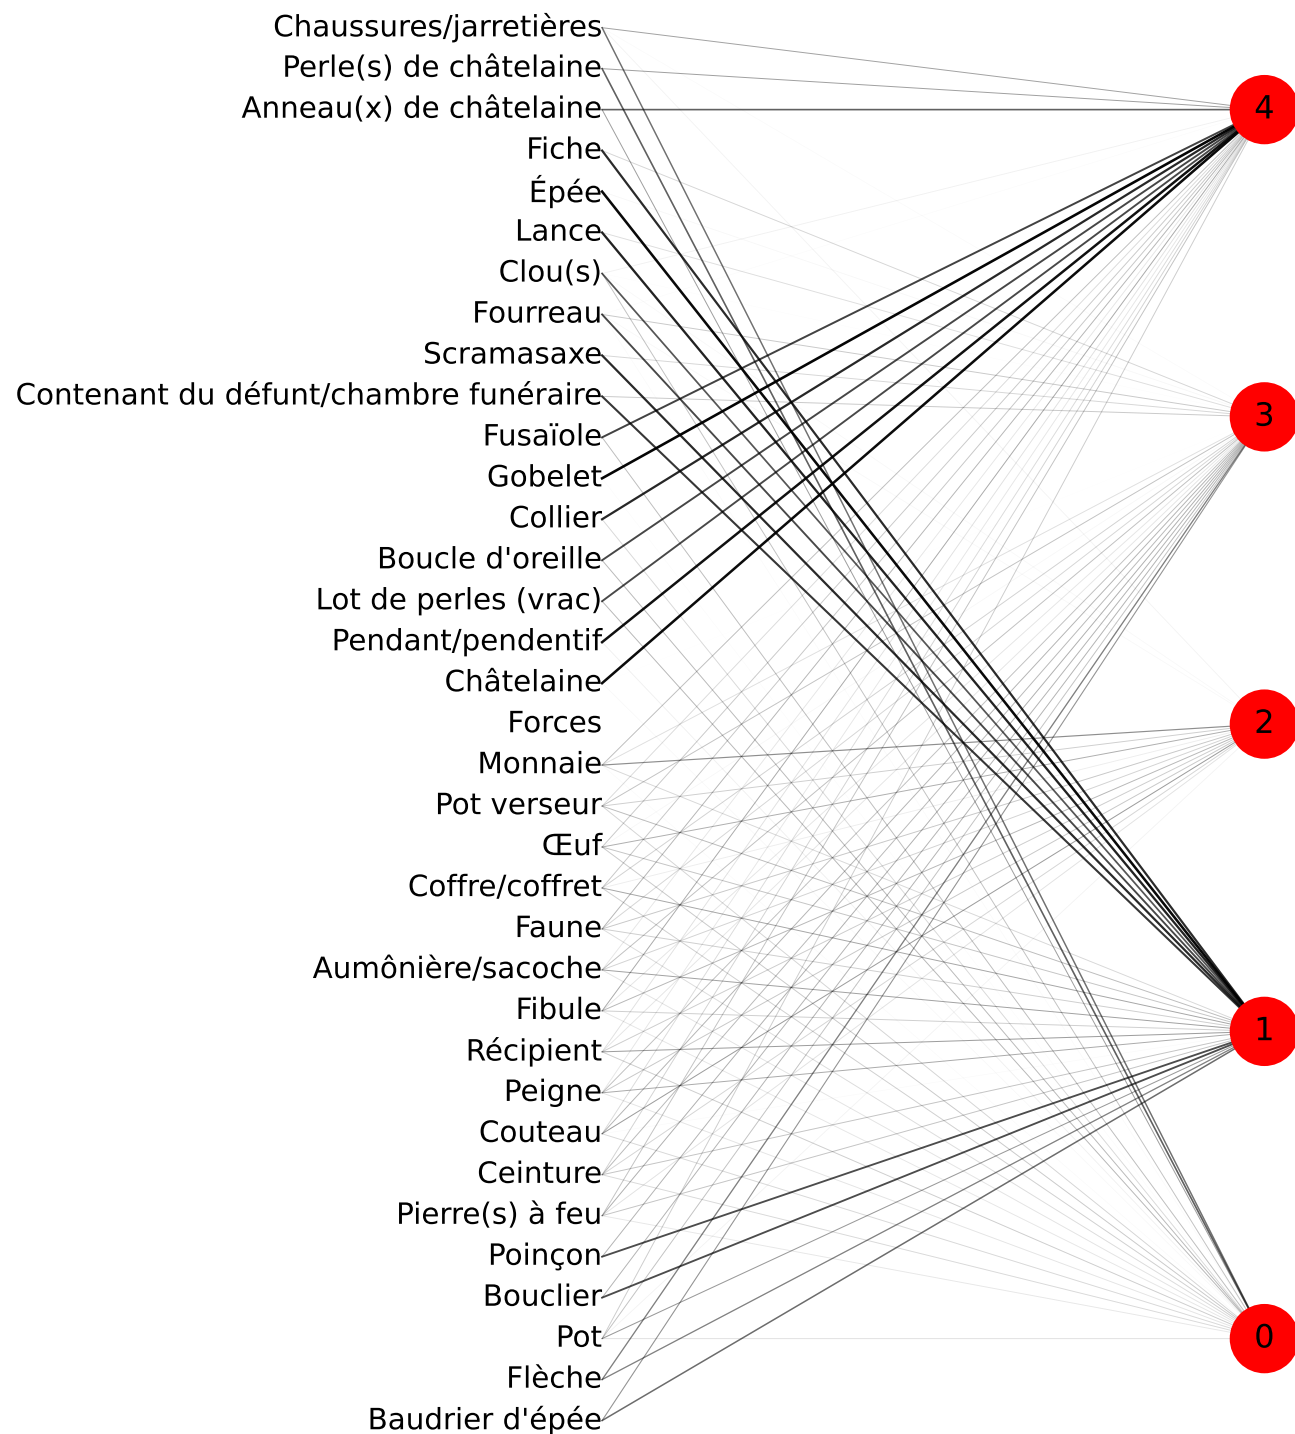 Chaussures/jarretières
Perle(s) de châtelaine
Anneau(x) de châtelaine
Fiche
Épée
Lance
Clou(s)
Fourreau
Scramasaxe
Contenant du défunt/chambre funéraire
Fusaïole
Gobelet
Collier
Boucle d'oreille
Lot de perles (vrac)
Pendant/pendentif
Châtelaine
Forces
Monnaie
Pot verseur
Œuf
Coffre/coffret
Faune
Aumônière/sacoche
Fibule
Récipient
Peigne
Couteau
Ceinture
Pierre(s) à feu
Poinçon
Bouclier
Pot
Flèche
Baudrier d'épée
4
3
2
1
0